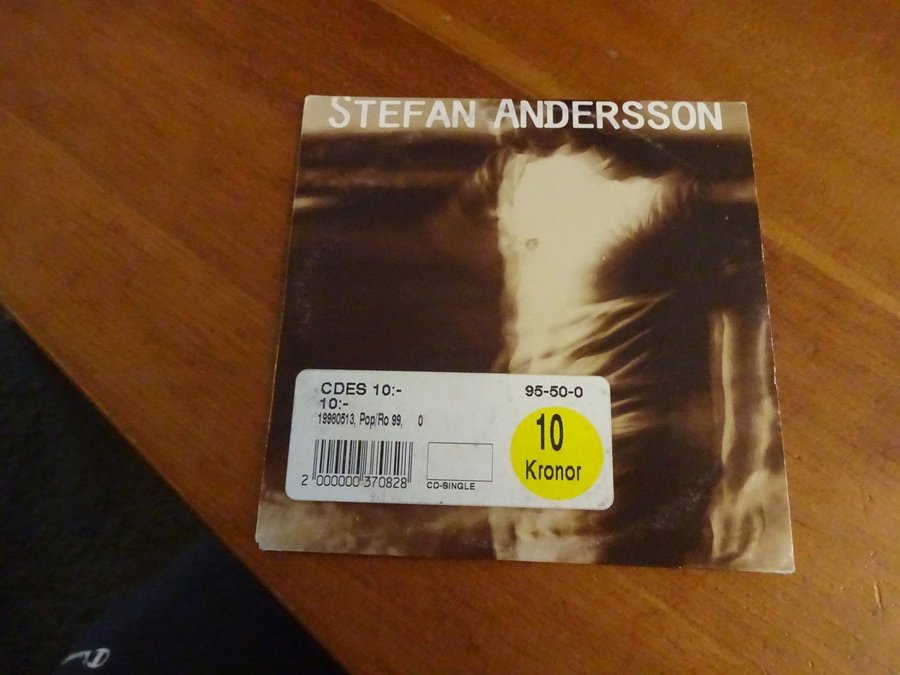 STEFAN ANDERSSON
CDES 10:- 95-50-0
10:-
19980513, Pop/Ro 99, 0
10
Kronor
2 000000 370828
CD-SINGLE